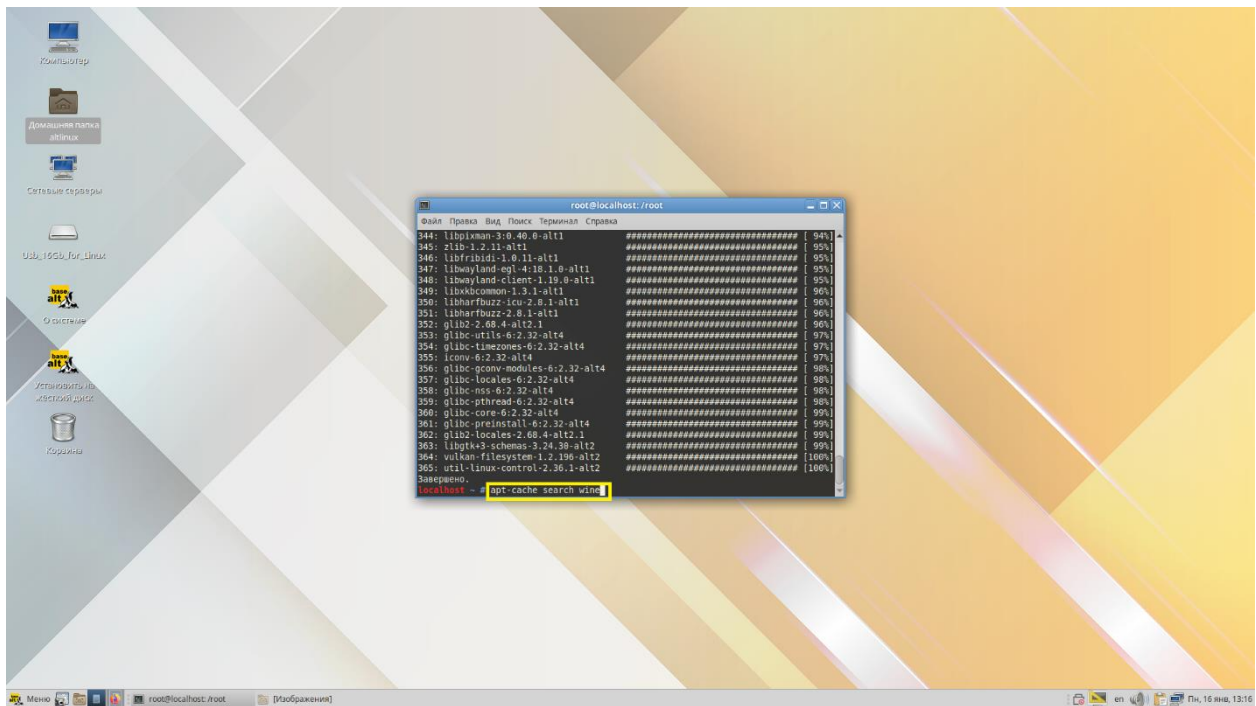 Компьютер
Домашняя папка
altlinux
Сетевые серверы
Usb_16Gb_for_Linux
base
alt
О системе
base
alt
Установить на
жёсткий диск
Корзина
root@localhost:/root
Файл Правка Вид Поиск Терминал Справка
344: libpixman-3:0.40.0-alt1 ################################# [ 94%]
345: zlib-1.2.11-alt1 ################################# [ 95%]
346: libfribidi-1.0.11-alt1 ################################# [ 95%]
347: libwayland-egl-4:18.1.0-alt1 ################################# [ 95%]
348: libwayland-client-1.19.0-alt1 ################################# [ 95%]
349: libxkbcommon-1.3.1-alt1 ################################# [ 96%]
350: libharfbuzz-icu-2.8.1-alt1 ################################# [ 96%]
351: libharfbuzz-2.8.1-alt1 ################################# [ 96%]
352: glib2-2.68.4-alt2.1 ################################# [ 96%]
353: glibc-utils-6:2.32-alt4 ################################# [ 97%]
354: glibc-timezones-6:2.32-alt4 ################################# [ 97%]
355: iconv-6:2.32-alt4 ################################# [ 97%]
356: glibc-gconv-modules-6:2.32-alt4 ################################# [ 98%]
357: glibc-locales-6:2.32-alt4 ################################# [ 98%]
358: glibc-nss-6:2.32-alt4 ################################# [ 98%]
359: glibc-pthread-6:2.32-alt4 ################################# [ 98%]
360: glibc-core-6:2.32-alt4 ################################# [ 99%]
361: glibc-preinstall-6:2.32-alt4 ################################# [ 99%]
362: glib2-locales-2.68.4-alt2.1 ################################# [ 99%]
363: libgtk+3-schemas-3.24.30-alt2 ################################# [ 99%]
364: vulkan-filesystem-1.2.196-alt2 ################################# [100%]
365: util-linux-control-2.36.1-alt2 ################################# [100%]
Завершено.
localhost ~ # apt-cache search wine
Меню root@localhost:/root [Изображения] en Пн, 16 янв, 13:16